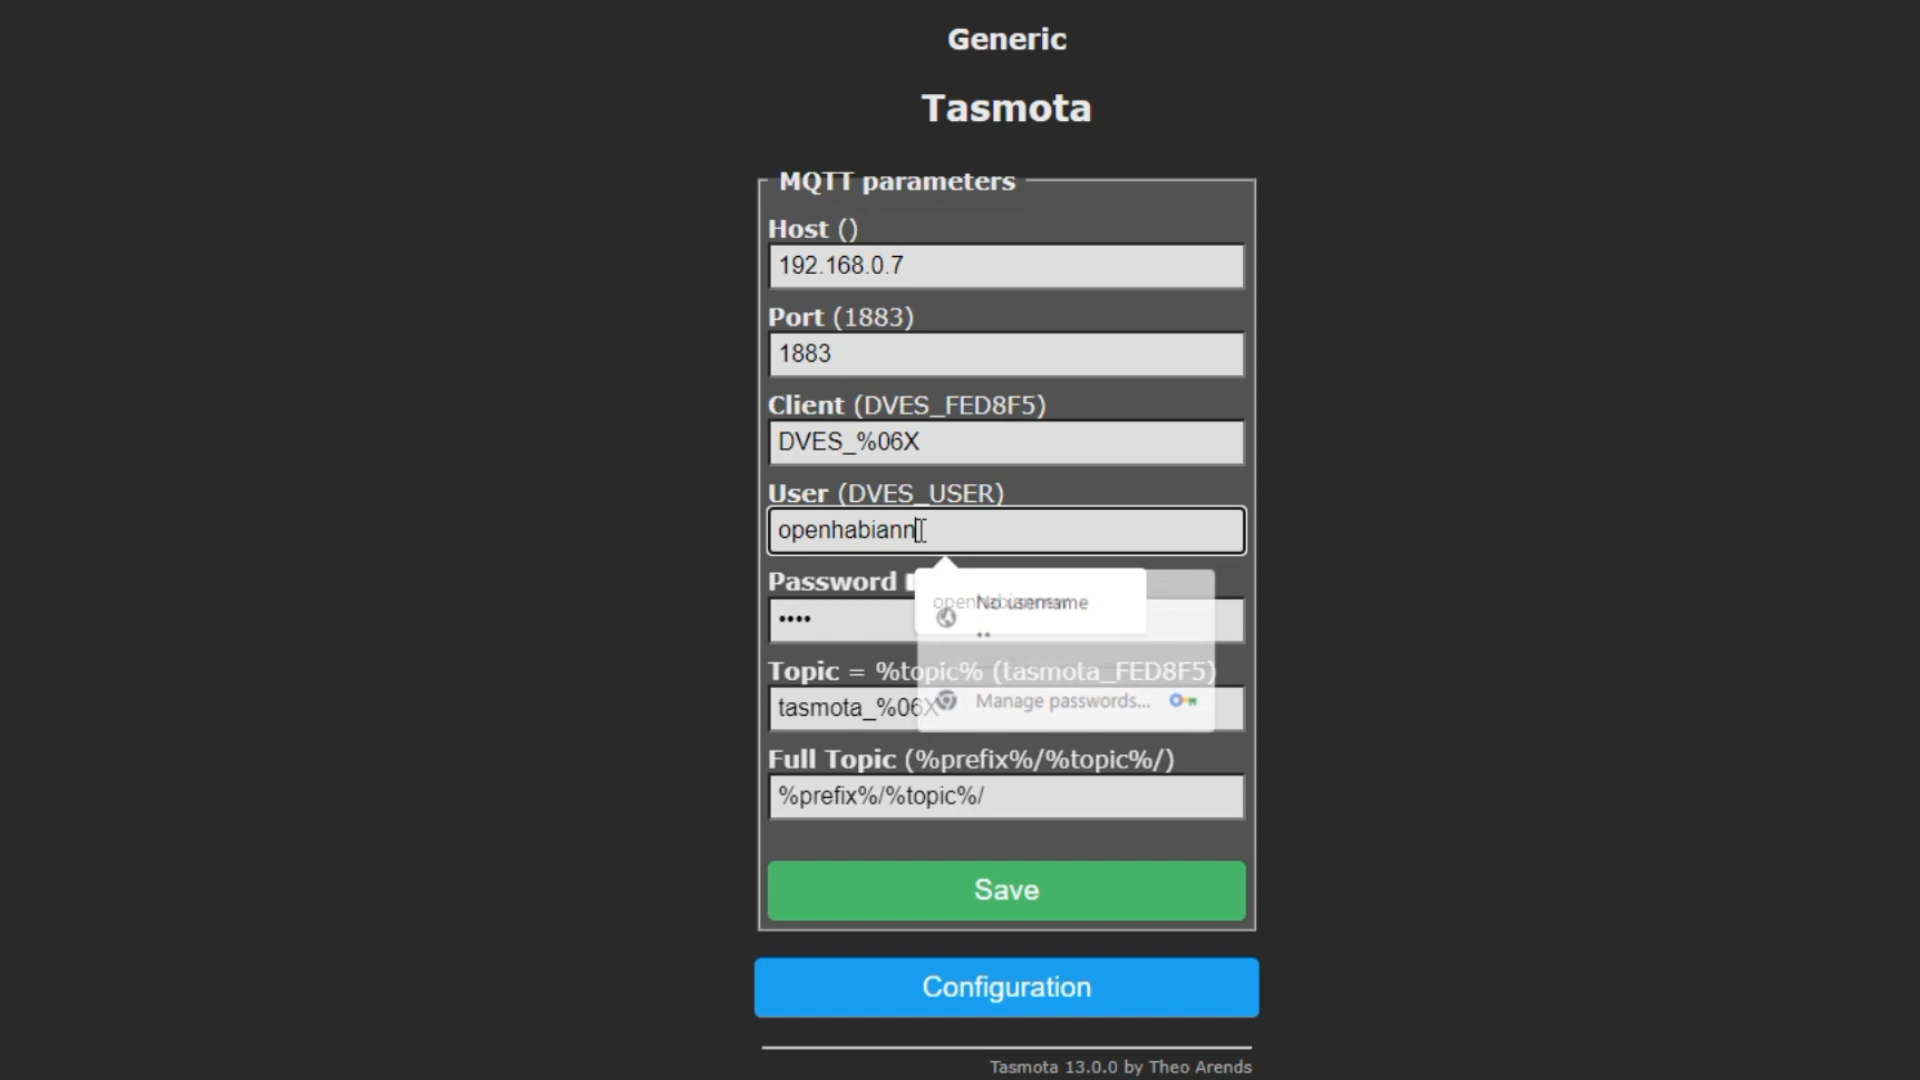 Generic
Tasmota
MQTT parameters
Host ()
192.168.0.7
Port (1883)
1883
Client (DVES_FED8F5)
DVES_%06X
User (DVES_USER)
openhabiann
Password
••••
No username
••
Topic = %topic% (tasmota_FED8F5)
tasmota_%06X
Manage passwords...
Full Topic (%prefix%/%topic%/)
%prefix%/%topic%/
Save
Configuration
Tasmota 13.0.0 by Theo Arends